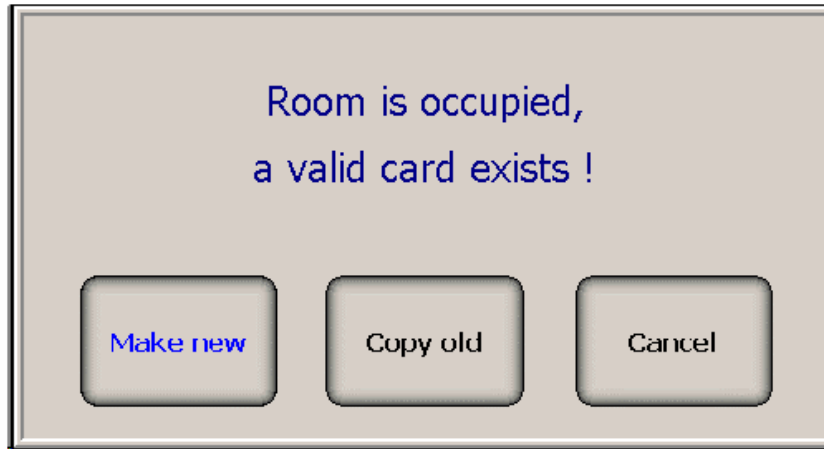 Room is occupied,
a valid card exists !
Make new
Copy old
Cancel